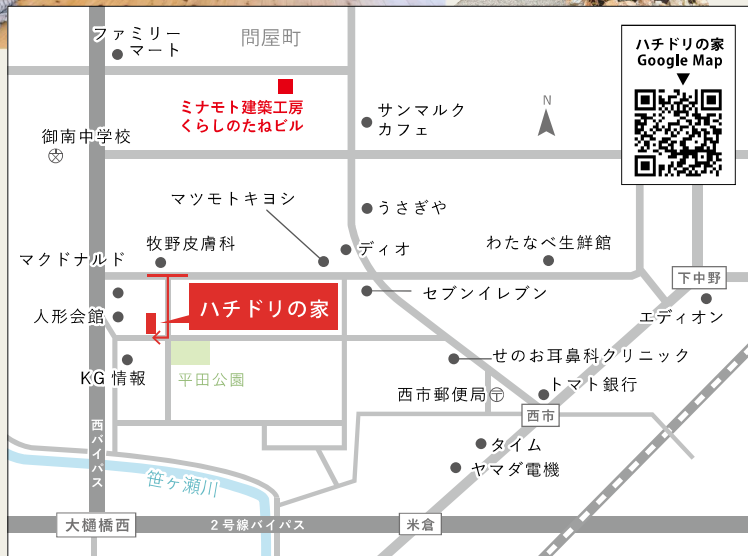 ファミリー
マート
問屋町
ハチドリの家
Google Map
ミナモト建築工房
くらしのたねビル
サンマルク
カフェ
N
御南中学校
マツモトキヨシ
うさぎや
牧野皮膚科
ディオ
わたなべ生鮮館
マクドナルド
下中野
ハチドリの家
セブンイレブン
人形会館
エディオン
せのお耳鼻科クリニック
KG情報
平田公園
西市郵便局
トマト銀行
西市
西バイパス
タイム
ヤマダ電機
笹ヶ瀬川
大樋橋西
2号線バイパス
米倉